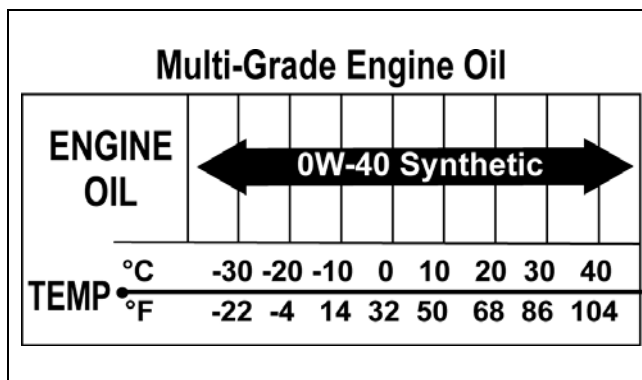 Multi-Grade Engine Oil
ENGINE
OIL
0W-40 Synthetic
TEMP
°C -30 -20 -10 0 10 20 30 40
°F -22 -4 14 32 50 68 86 104